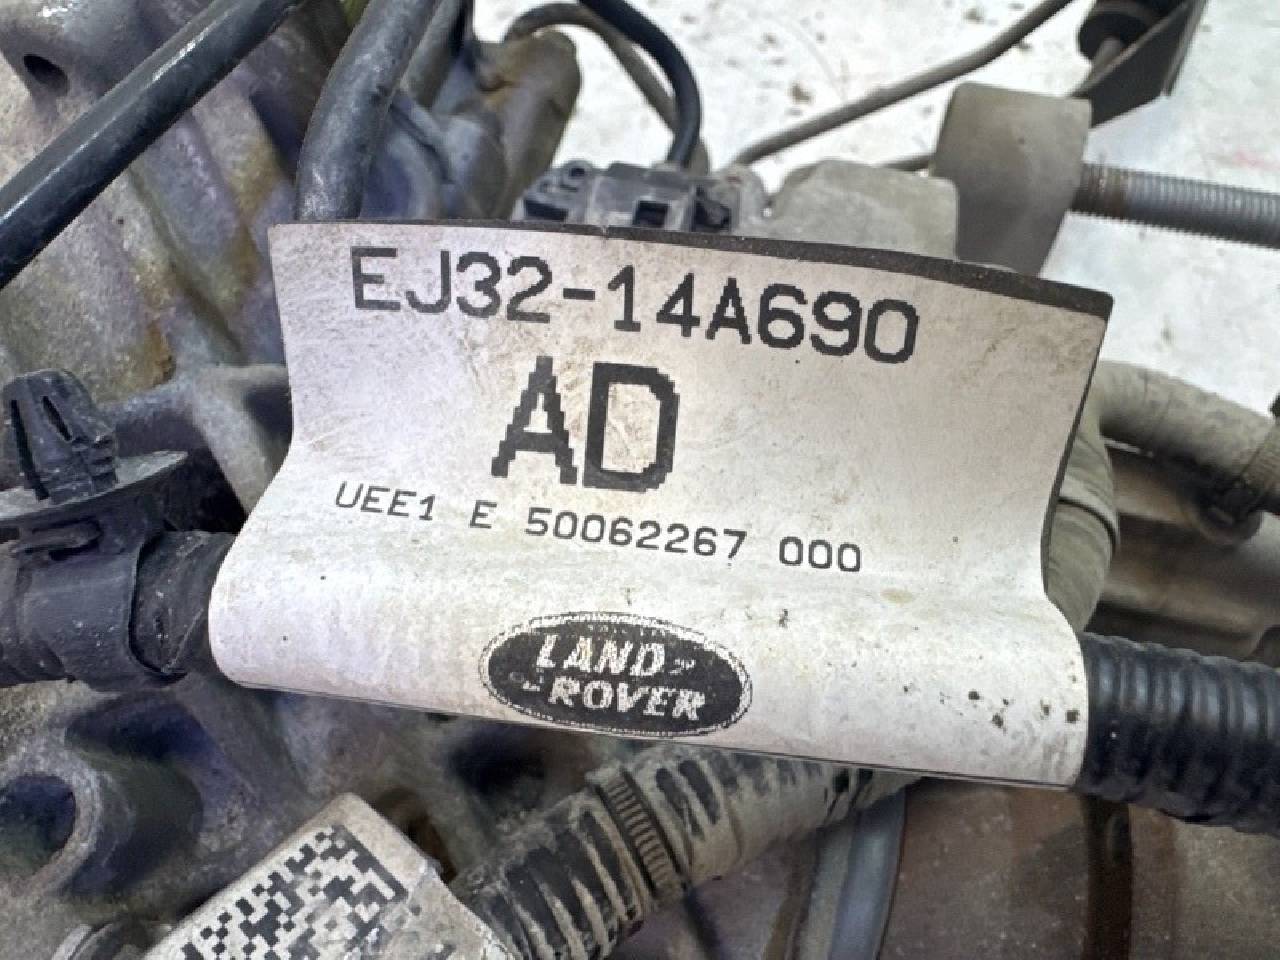 EJ32-14A690
AD
UEE1 E 50062267 000
LAND
ROVER